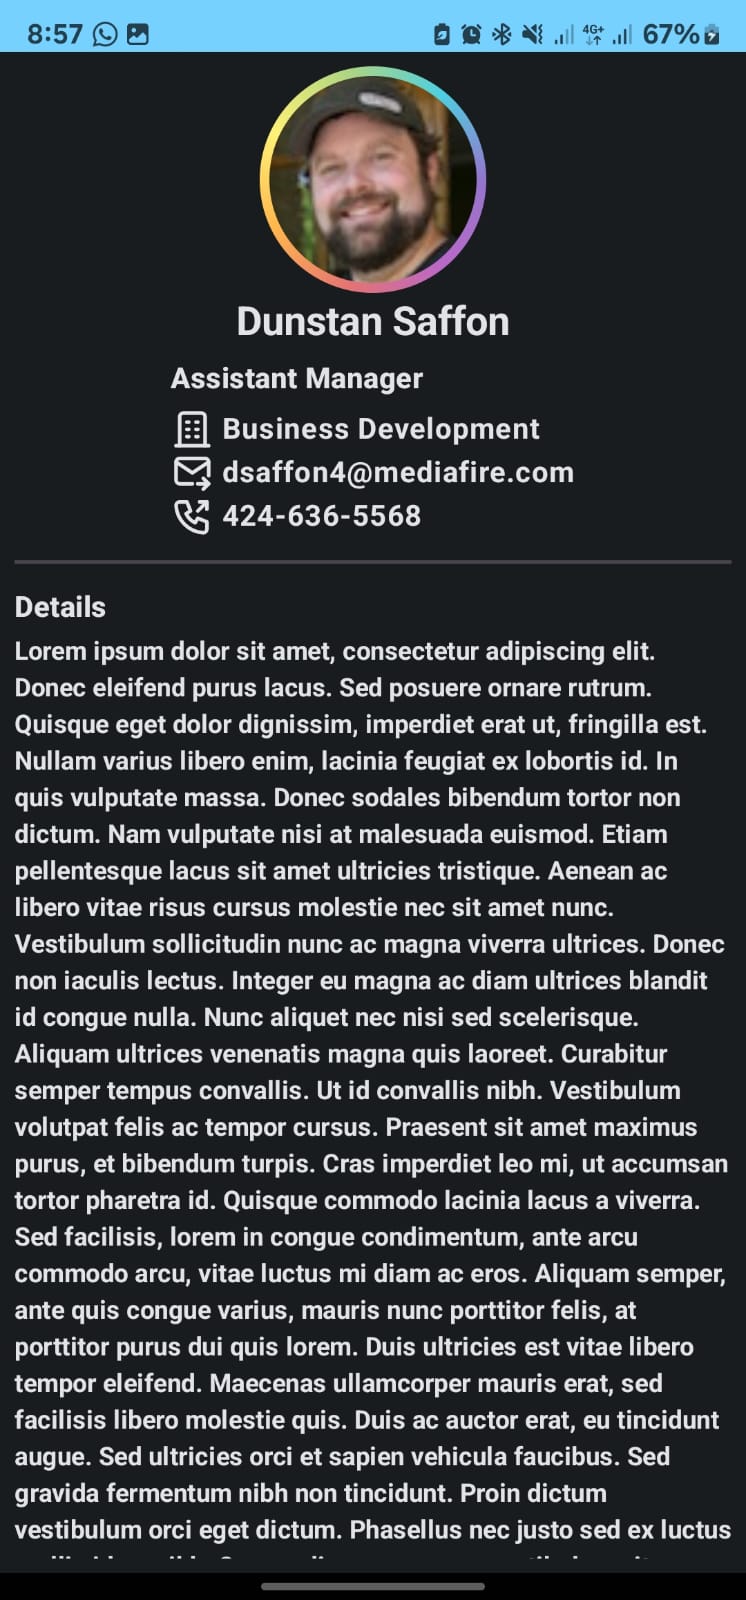 8:57
4G+
67%
Dunstan Saffon
Assistant Manager
Business Development
dsaffon4@mediafire.com
424-636-5568
Details
Lorem ipsum dolor sit amet, consectetur adipiscing elit.
Donec eleifend purus lacus. Sed posuere ornare rutrum.
Quisque eget dolor dignissim, imperdiet erat ut, fringilla est.
Nullam varius libero enim, lacinia feugiat ex lobortis id. In
quis vulputate massa. Donec sodales bibendum tortor non
dictum. Nam vulputate nisi at malesuada euismod. Etiam
pellentesque lacus sit amet ultricies tristique. Aenean ac
libero vitae risus cursus molestie nec sit amet nunc.
Vestibulum sollicitudin nunc ac magna viverra ultrices. Donec
non iaculis lectus. Integer eu magna ac diam ultrices blandit
id congue nulla. Nunc aliquet nec nisi sed scelerisque.
Aliquam ultrices venenatis magna quis laoreet. Curabitur
semper tempus convallis. Ut id convallis nibh. Vestibulum
volutpat felis ac tempor cursus. Praesent sit amet maximus
purus, et bibendum turpis. Cras imperdiet leo mi, ut accumsan
tortor pharetra id. Quisque commodo lacinia lacus a viverra.
Sed facilisis, lorem in congue condimentum, ante arcu
commodo arcu, vitae luctus mi diam ac eros. Aliquam semper,
ante quis congue varius, mauris nunc porttitor felis, at
porttitor purus dui quis lorem. Duis ultricies est vitae libero
tempor eleifend. Maecenas ullamcorper mauris erat, sed
facilisis libero molestie quis. Duis ac auctor erat, eu tincidunt
augue. Sed ultricies orci et sapien vehicula faucibus. Sed
gravida fermentum nibh non tincidunt. Proin dictum
vestibulum orci eget dictum. Phasellus nec justo sed ex luctus